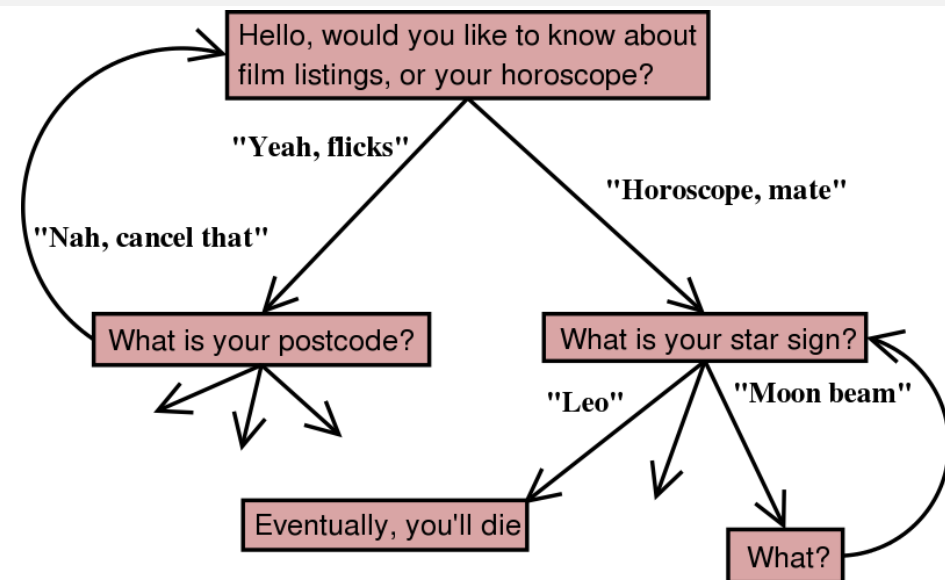 Hello, would you like to know about
film listings, or your horoscope?
"Yeah, flicks"
"Horoscope, mate"
"Nah, cancel that"
What is your postcode?
What is your star sign?
"Leo"
"Moon beam"
Eventually, you'll die
What?